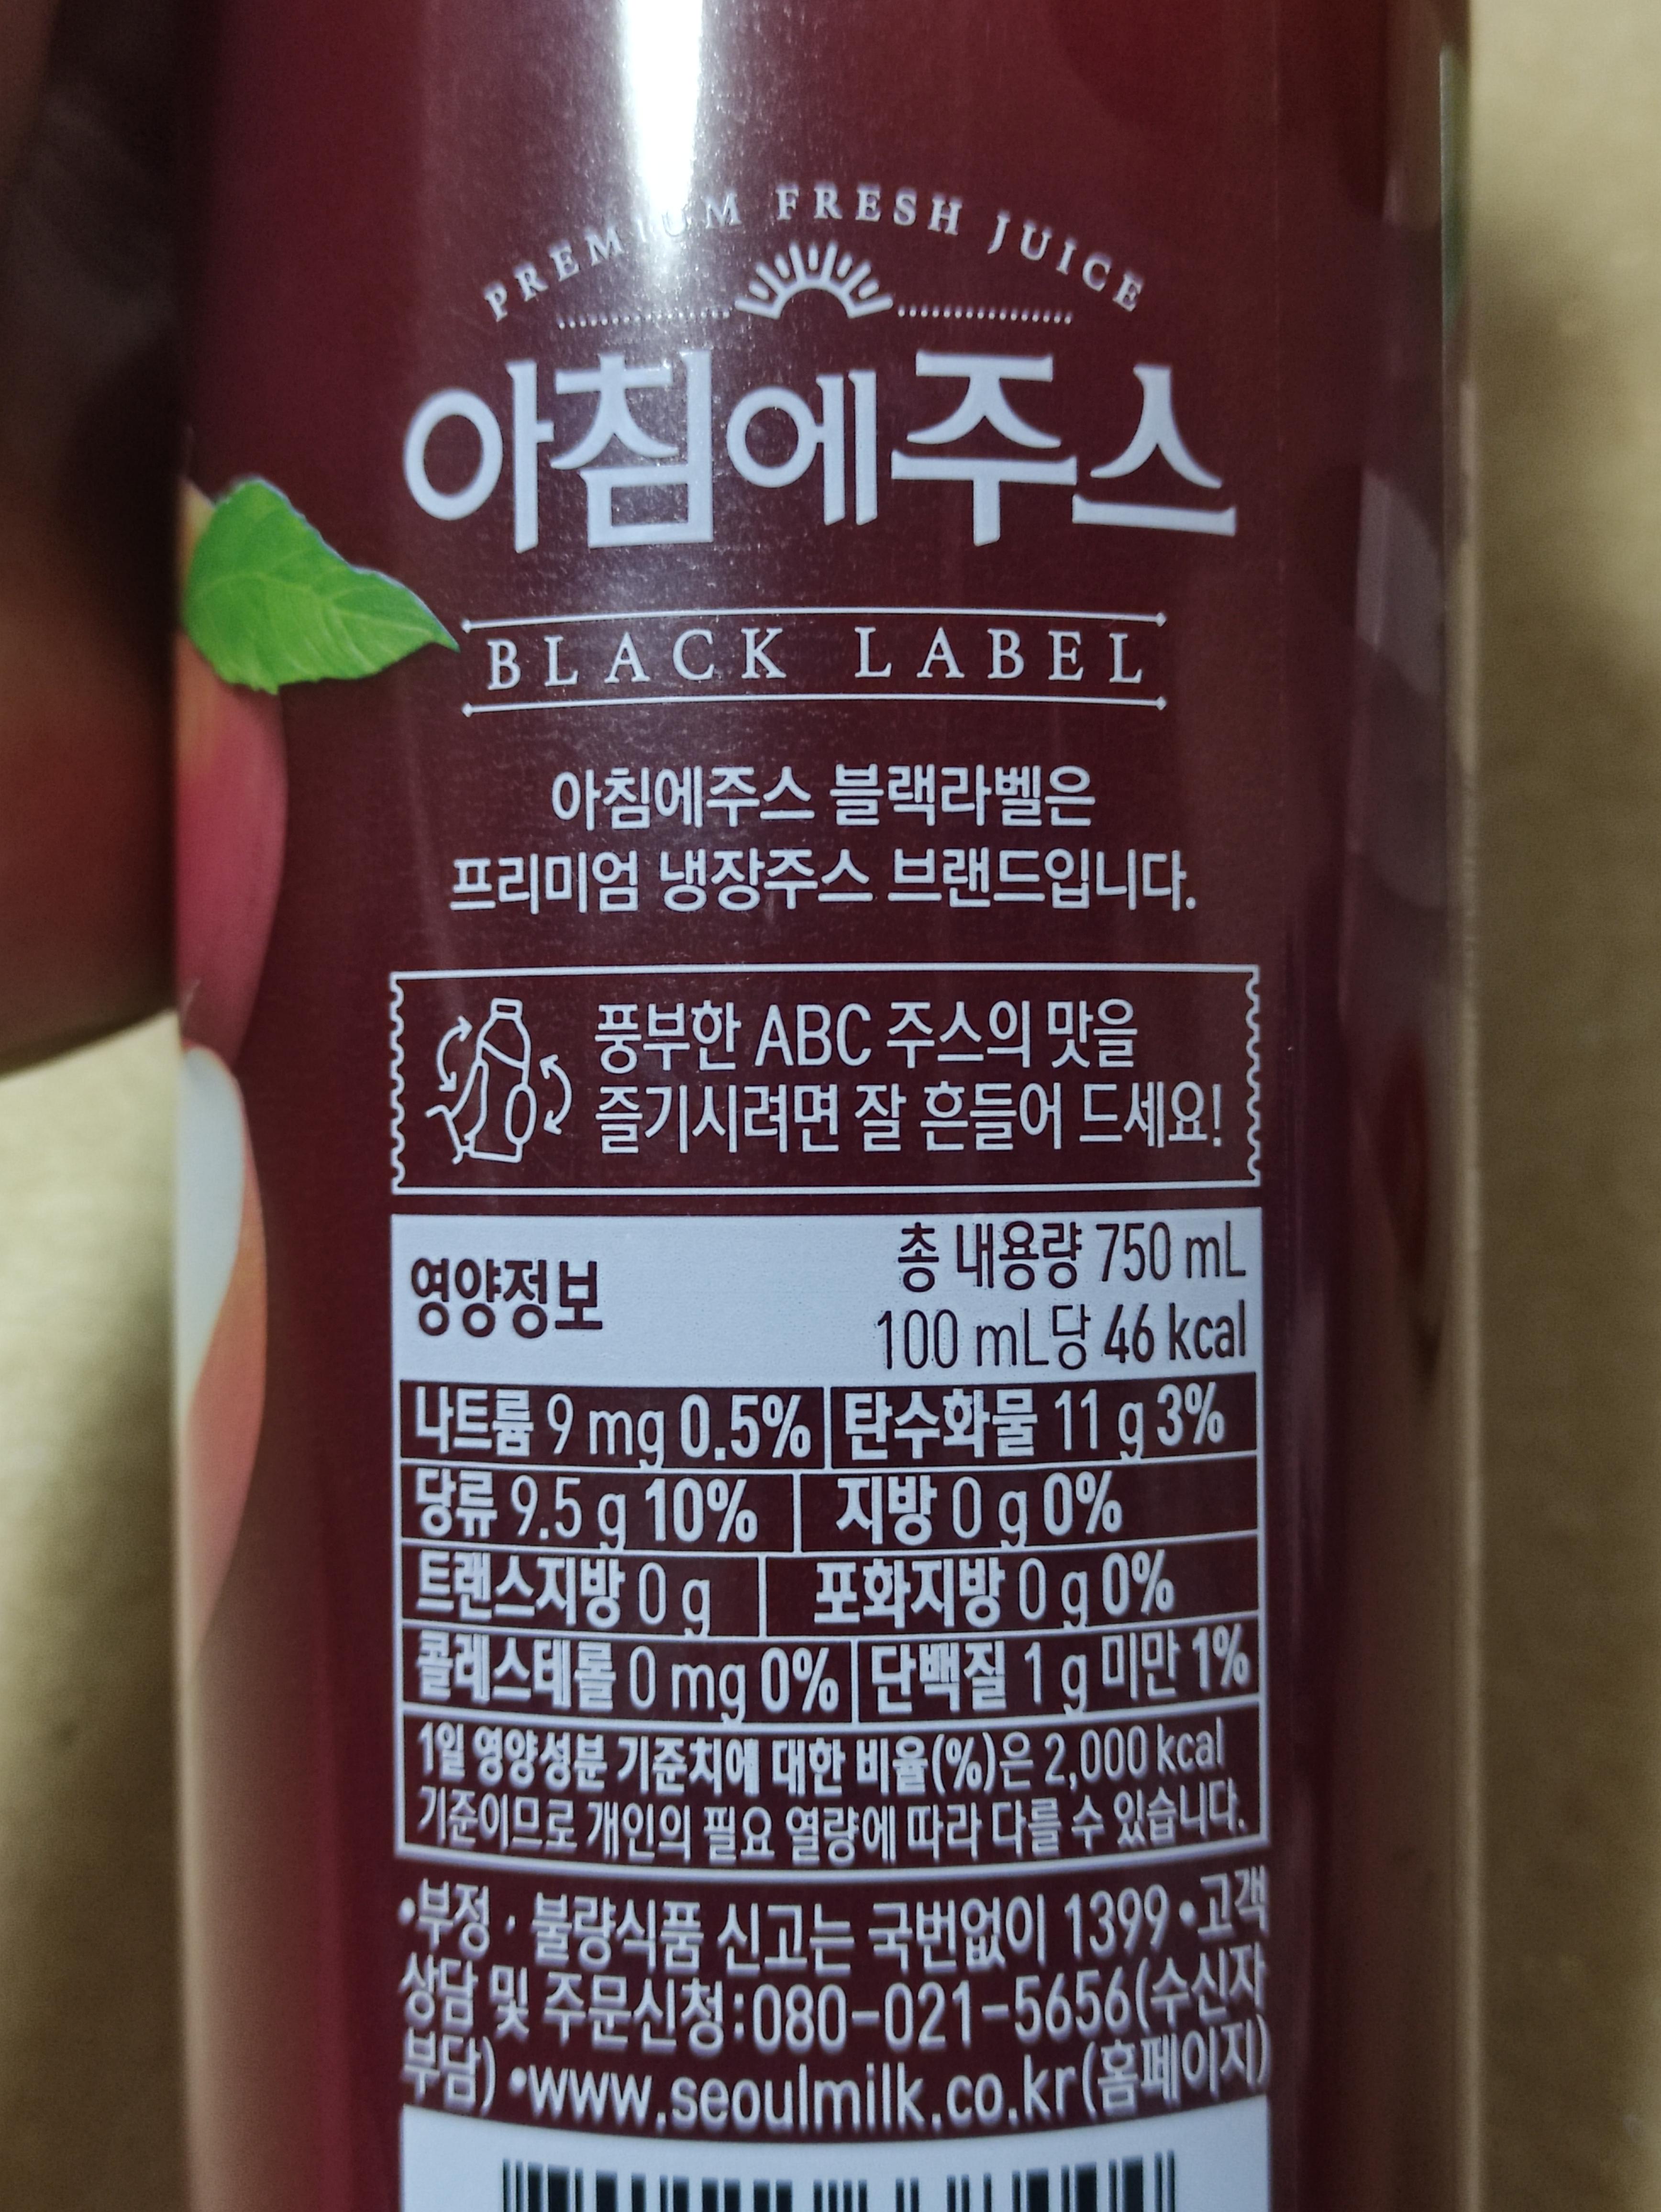 PREMIUM FRESH JUICE
아침에주스
BLACK LABEL
아침에주스 블랙라벨은
프리미엄 냉장주스 브랜드입니다.
풍부한 ABC 주스의 맛을
즐기시려면 잘 흔들어 드세요!
영양정보
총 내용량 750 mL
100 mL당 46 kcal
나트륨 9 mg 0.5% 탄수화물 11 g 3%
당류 9.5 g 10% 지방 0 g 0%
트랜스지방 0 g 포화지방 0 g 0%
콜레스테롤 0 mg 0% 단백질 1 g 미만 1%
1일 영양성분 기준치에 대한 비율(%)은 2,000 kcal
기준이므로 개인의 필요 열량에 따라 다를 수 있습니다.
•부정 · 불량식품 신고는 국번없이 1399 •고객
상담 및 주문신청:080-021-5656(수신자
부담) •www.seoulmilk.co.kr(홈페이지)